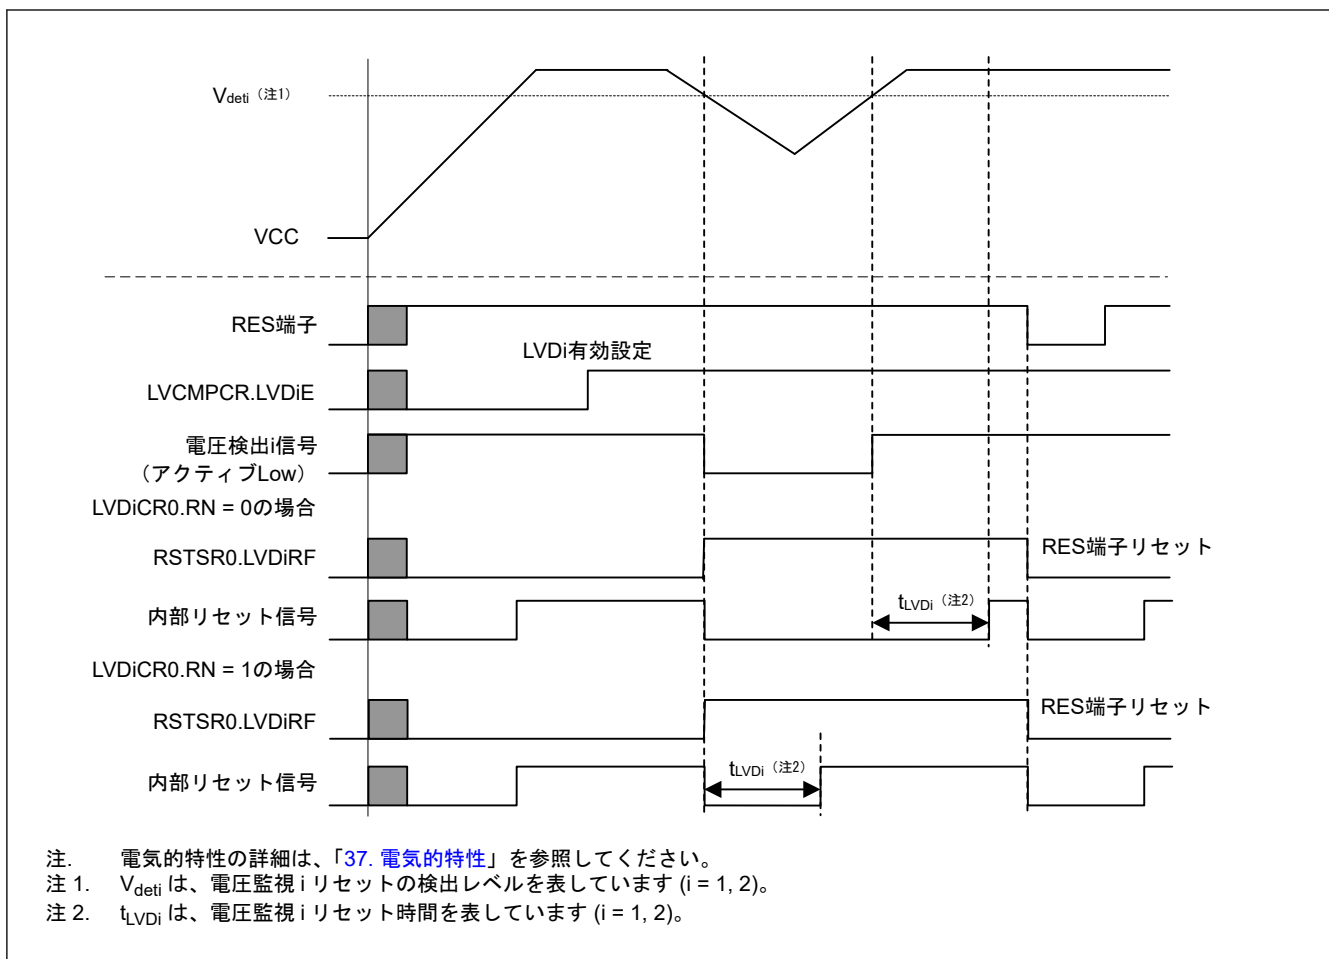 Vdeti（注1）
VCC
RES端子
LVDi有効設定
LVCMPCR.LVDiE
電圧検出i信号
（アクティブLow）
LVDiCR0.RN = 0の場合
RSTSR0.LVDiRF
RES端子リセット
内部リセット信号
tLVDi（注2）
LVDiCR0.RN = 1の場合
RSTSR0.LVDiRF
RES端子リセット
内部リセット信号
tLVDi（注2）
注. 電気的特性の詳細は、「37. 電気的特性」を参照してください。
注 1. Vdeti は、電圧監視 i リセットの検出レベルを表しています (i = 1, 2)。
注 2. tLVDi は、電圧監視 i リセット時間を表しています (i = 1, 2)。